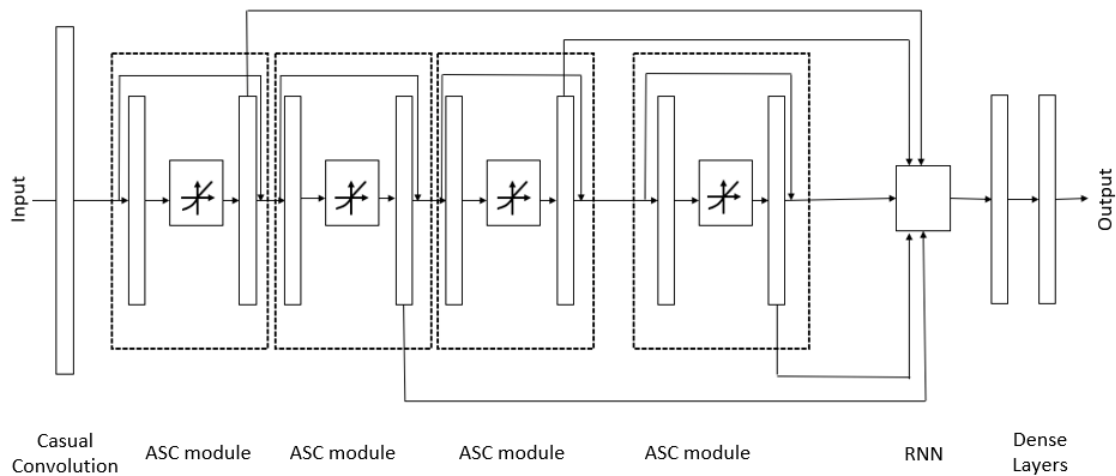 Input
Output
Casual
Convolution
ASC module
ASC module
ASC module
ASC module
RNN
Dense
Layers